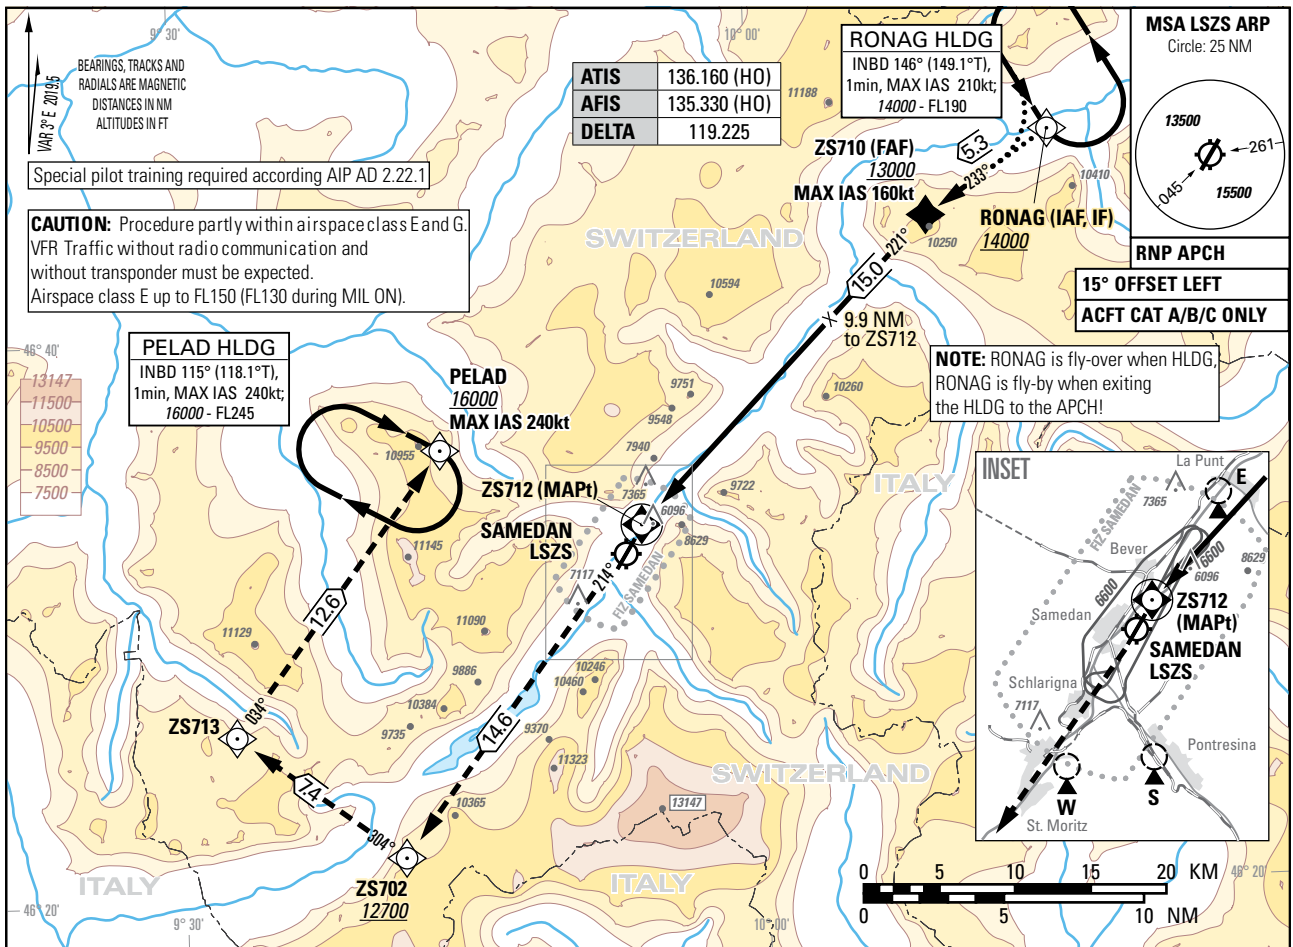 9° 30'
10° 00'
VAR 3° E 2019.5
BEARINGS, TRACKS AND
RADIALS ARE MAGNETIC
DISTANCES IN NM
ALTITUDES IN FT
Special pilot training required according AIP AD 2.22.1
CAUTION: Procedure partly within airspace class E and G.
VFR Traffic without radio communication and
without transponder must be expected.
Airspace class E up to FL150 (FL130 during MIL ON).
ATIS 136.160 (HO)
AFIS 135.330 (HO)
DELTA 119.225
11188
RONAG HLDG
INBD 146° (149.1°T),
1min, MAX IAS 210kt;
14000 - FL190
MSA LSZS ARP
Circle: 25 NM
13500
261
045
15500
RNP APCH
15° OFFSET LEFT
ACFT CAT A/B/C ONLY
ZS710 (FAF)
13000
MAX IAS 160kt
5.3
233°
10410
RONAG (IAF, IF)
14000
10250
221°
SWITZERLAND
15.0
10594
9.9 NM
to ZS712
NOTE: RONAG is fly-over when HLDG,
RONAG is fly-by when exiting
the HLDG to the APCH!
46° 40'
13147
11500
10500
9500
8500
7500
PELAD HLDG
INBD 115° (118.1°T),
1min, MAX IAS 240kt;
16000 - FL245
PELAD
16000
MAX IAS 240kt
10955
9751
9548
10260
7940
7365
9722
ITALY
ZS712 (MAPt)
6096
SAMEDAN
LSZS
8629
7117
214°
FIZ SAMEDAN
11145
12.6
11129
11090
9886
10246
10460
10384
9735
034°
ZS713
14.6
9370
11323
7.4
304°
10365
SWITZERLAND
13147
ZS702
12700
ITALY
ITALY
46° 20'
9° 30'
10° 00'
46° 20'
INSET
La Punt
E
7365
FIZ SAMEDAN
Bever
6600
8629
6096
6600
Samedan
ZS712
(MAPt)
SAMEDAN
LSZS
Schlarigna
7117
Pontresina
W
S
St. Moritz
0 5 10 15 20 KM
0 5 10 NM